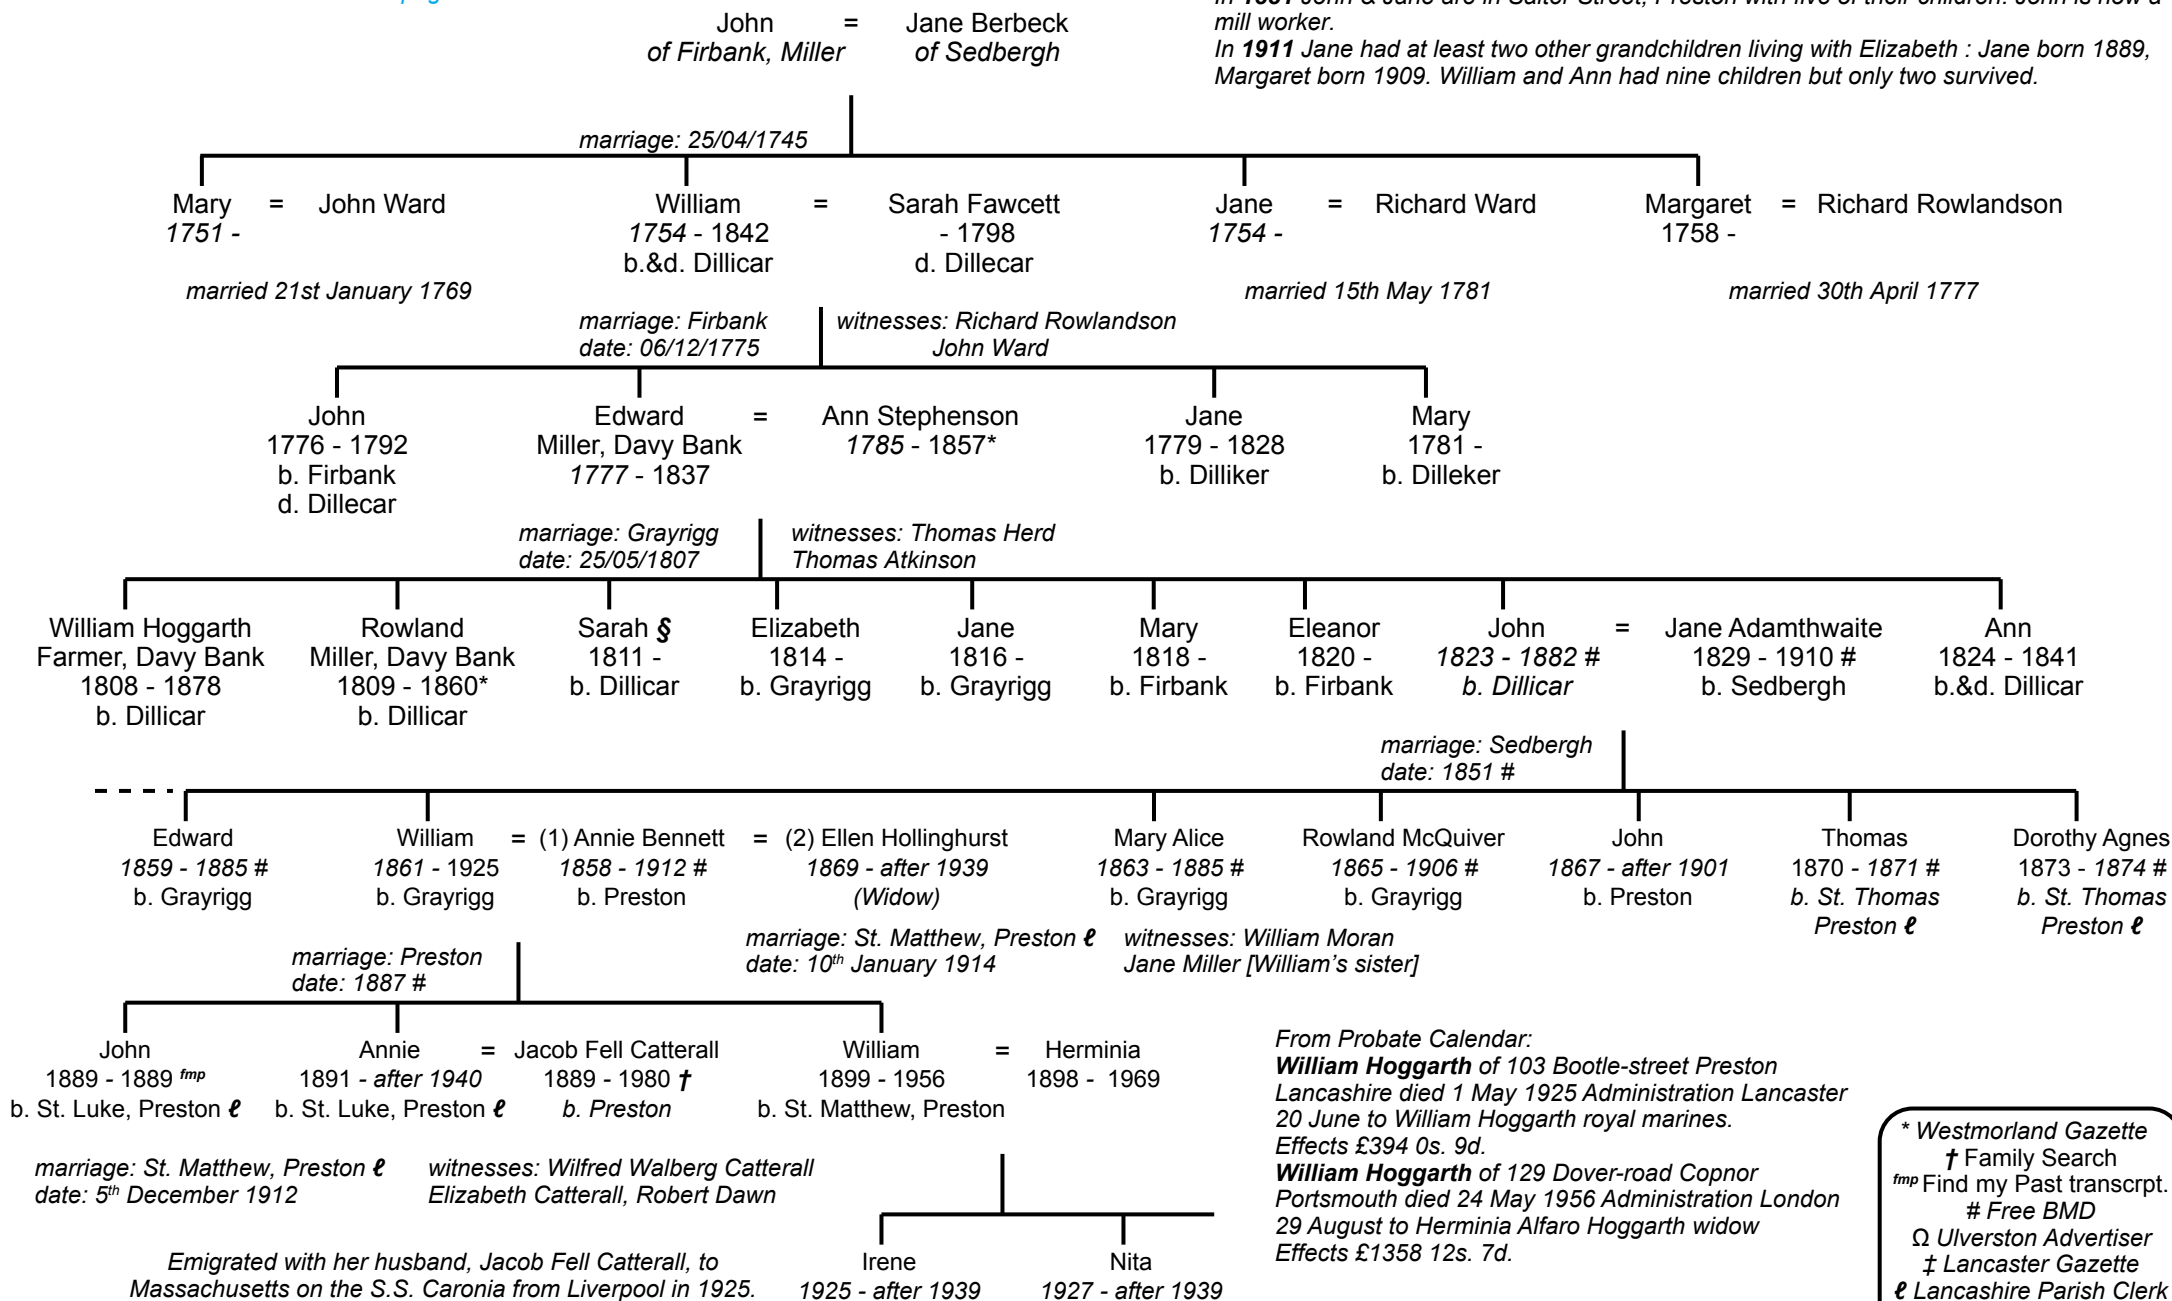 John = Jane Berbeck
of Firbank, Miller of Sedbergh
mill worker.
In 1911 Jane had at least two other grandchildren living with Elizabeth : Jane born 1889,
Margaret born 1909. William and Ann had nine children but only two survived.
marriage: 25/04/1745
Mary = John Ward William = Sarah Fawcett Jane = Richard Ward Margaret = Richard Rowlandson
1751 - 1754 - 1842 - 1798 1754 - 1758 -
b.&d. Dillicar d. Dillecar
married 21st January 1769 married 15th May 1781 married 30th April 1777
marriage: Firbank witnesses: Richard Rowlandson
date: 06/12/1775 John Ward
John Edward = Ann Stephenson Jane Mary
1776 - 1792 Miller, Davy Bank 1785 - 1857* 1779 - 1828 1781 -
b. Firbank 1777 - 1837 b. Dilliker b. Dilleker
d. Dillecar
marriage: Grayrigg witnesses: Thomas Herd
date: 25/05/1807 Thomas Atkinson
William Hoggarth Rowland Sarah § Elizabeth Jane Mary Eleanor John = Jane Adamthwaite Ann
Farmer, Davy Bank Miller, Davy Bank 1811 - 1814 - 1816 - 1818 - 1820 - 1823 - 1882 # 1829 - 1910 # 1824 - 1841
1808 - 1878 1809 - 1860* b. Dillicar b. Grayrigg b. Grayrigg b. Firbank b. Firbank b. Dillicar b. Sedbergh b.&d. Dillicar
b. Dillicar b. Dillicar
marriage: Sedbergh
date: 1851 #
Edward William = (1) Annie Bennett = (2) Ellen Hollinghurst Mary Alice Rowland McQuiver John Thomas Dorothy Agnes
1859 - 1885 # 1861 - 1925 1858 - 1912 # 1869 - after 1939 1863 - 1885 # 1865 - 1906 # 1867 - after 1901 1870 - 1871 # 1873 - 1874 #
b. Grayrigg b. Grayrigg b. Preston (Widow) b. Grayrigg b. Grayrigg b. Preston b. St. Thomas b. St. Thomas
Preston ℓ Preston ℓ
marriage: St. Matthew, Preston ℓ witnesses: William Moran
date: 10th January 1914 Jane Miller [William's sister]
marriage: Preston
date: 1887 #
John Annie = Jacob Fell Catterall William = Herminia
1889 - 1889 fmp 1891 - after 1940 1889 - 1980 † 1899 - 1956 1898 - 1969
b. St. Luke, Preston ℓ b. St. Luke, Preston ℓ b. Preston b. St. Matthew, Preston
marriage: St. Matthew, Preston ℓ witnesses: Wilfred Walberg Catterall
date: 5th December 1912 Elizabeth Catterall, Robert Dawn
Emigrated with her husband, Jacob Fell Catterall, to
Massachusetts on the S.S. Caronia from Liverpool in 1925.
Irene Nita
1925 - after 1939 1927 - after 1939
From Probate Calendar:
William Hoggarth of 103 Bootle-street Preston
Lancashire died 1 May 1925 Administration Lancaster
20 June to William Hoggarth royal marines.
Effects £394 0s. 9d.
William Hoggarth of 129 Dover-road Copnor
Portsmouth died 24 May 1956 Administration London
29 August to Herminia Alfaro Hoggarth widow
Effects £1358 12s. 7d.
* Westmorland Gazette
† Family Search
fmp Find my Past transcrpt.
# Free BMD
Ω Ulverston Advertiser
‡ Lancaster Gazette
ℓ Lancashire Parish Clerk